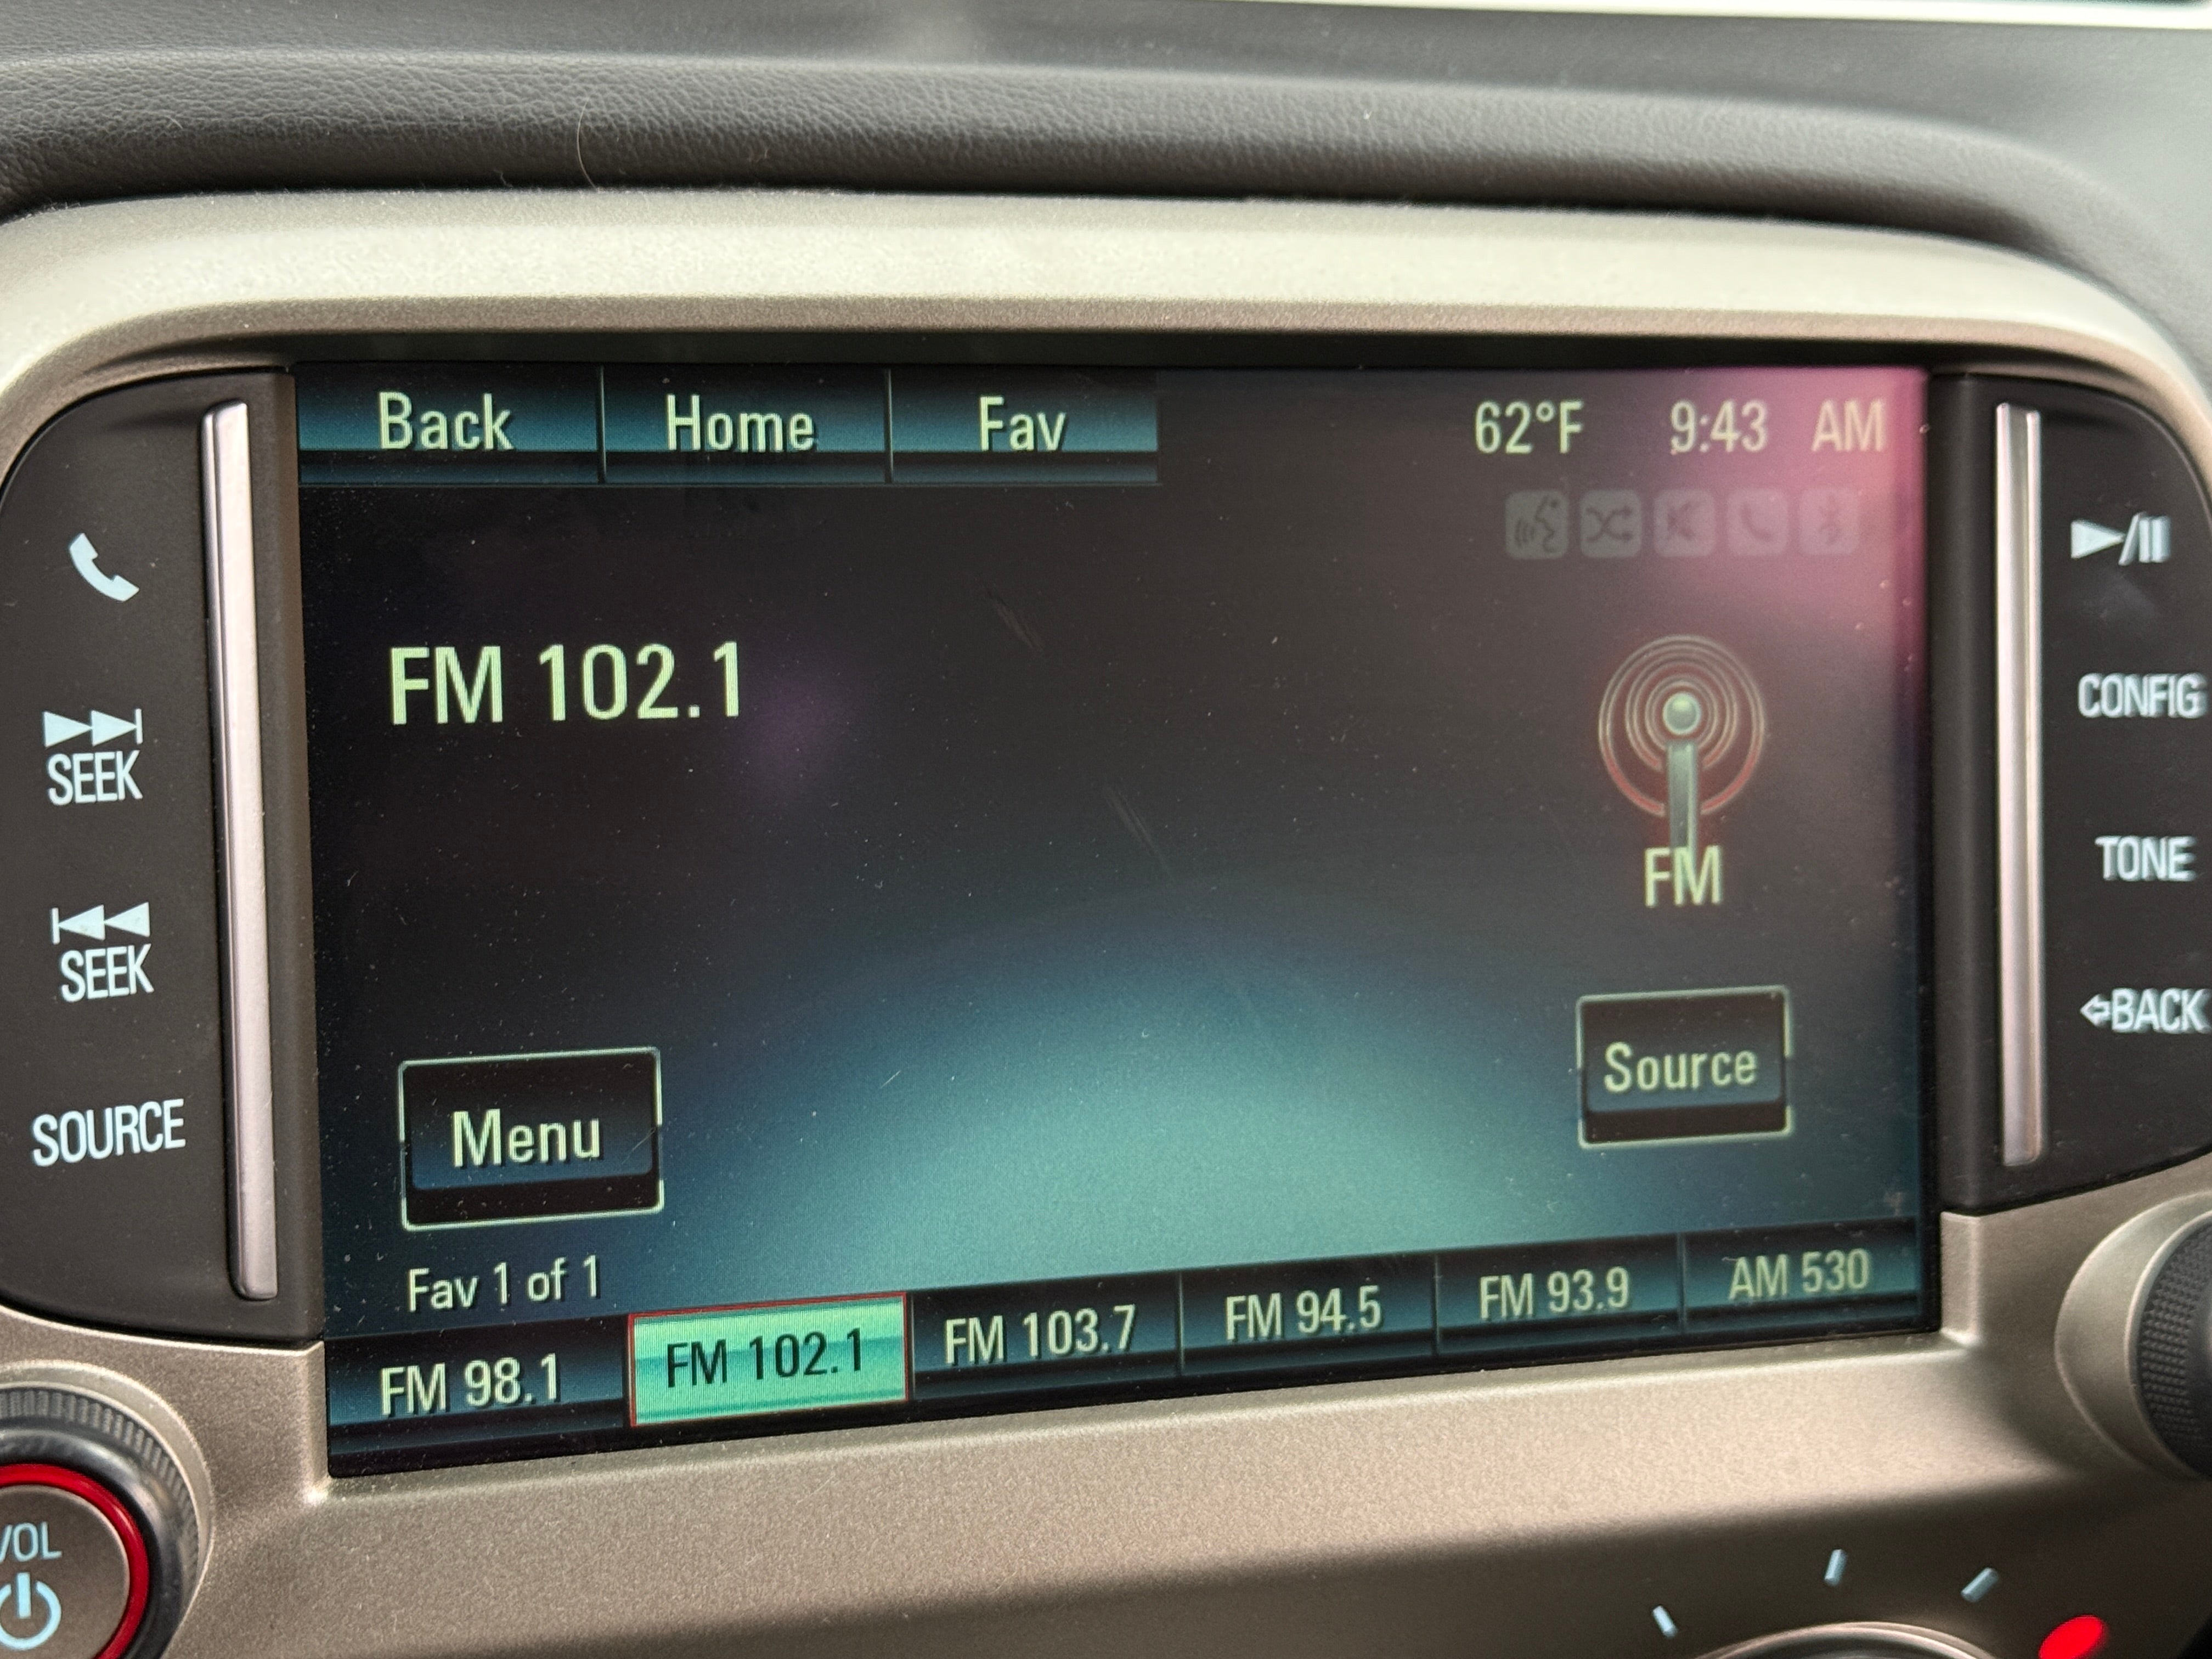 Back Home Fav 62°F 9:43 AM
FM 102.1
FM
Menu
Source
Fav 1 of 1
FM 98.1 FM 102.1 FM 103.7 FM 94.5 FM 93.9 AM 530
SEEK
SEEK
SOURCE
CONFIG
TONE
BACK
VOL